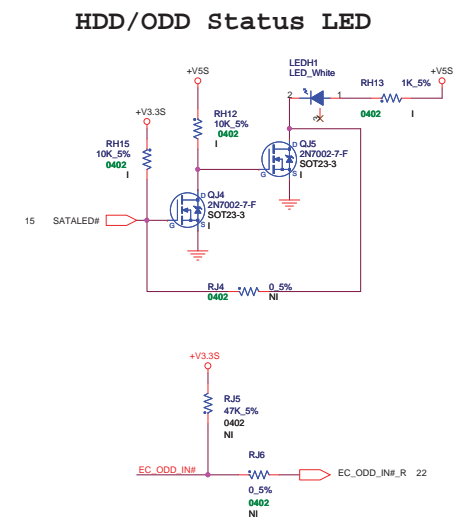 HDD/ODD Status LED
LEDH1
LED_White
+V5S
+V5S
RH13 1K_5%
2 1
3
0402 I
+V3.3S
RH12
10K_5%
0402
I
RH15
10K_5%
0402
I
D
QJ5
2N7002-7-F
SOT23-3
I
G S
D
QJ4
2N7002-7-F
SOT23-3
I
G S
15 SATALED#
RJ4 0_5%
0402 NI
+V3.3S
RJ5
47K_5%
0402
NI
RJ6
EC_ODD_IN# EC_ODD_IN#_R 22
0_5%
0402
NI